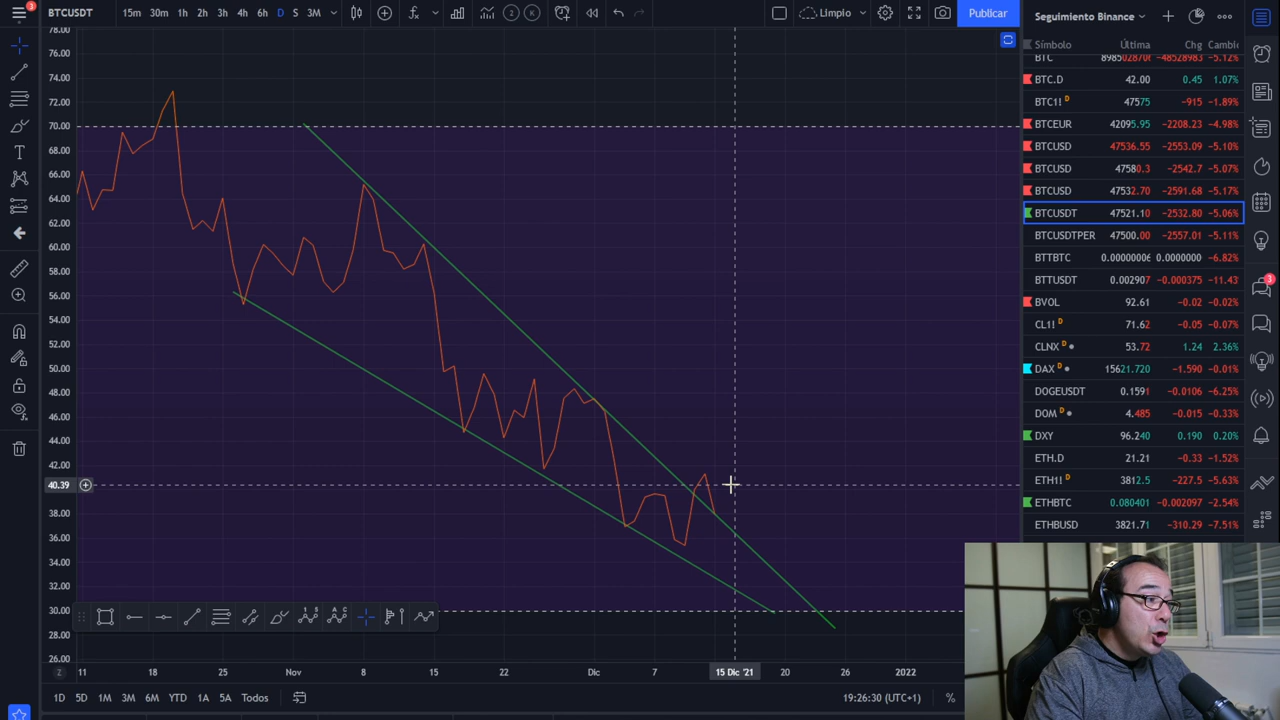 3
BTCUSDT 15m 30m 1h 2h 4h 6h D S 3M 2 K Limpio Publicar
Seguimiento Binance
Símbolo Última Chg Cambi
BTC -48528983 -5.12%
BTC.D 42.00 0.45 1.07%
BTC1! D 47575 -915 -1.89%
BTCEUR 42095.95 -2208.23 -4.98%
BTCUSD 47536.55 -2553.09 -5.10%
BTCUSD 47580.3 -2542.7 -5.07%
BTCUSD 47532.70 -2591.68 -5.17%
BTCUSDT 47521.10 -2532.80 -5.06%
BTCUSDTPER 47500.00 -2557.01 -5.11%
BTTBTC 0.00000006 0.0000000 -6.82%
BTTUSDT 0.002907 -0.000375 -11.43
BVOL 92.61 -0.02 -0.02%
CL1! D 71.62 -0.05 -0.07%
CLNX 53.72 1.24 2.36%
DAX D 15621.720 -1.590 -0.01%
DOGEUSDT 0.1591 -0.0106 -6.25%
DOM D 4.485 -0.015 -0.33%
DXY 96.240 0.190 0.20%
ETH.D 21.21 -0.33 -1.52%
ETH1! D 3812.5 -227.5 -5.63%
ETHBTC 0.080401 -0.002097 -2.54%
ETHBUSD 3821.71 -310.29 -7.51%
3
78.00
76.00
74.00
72.00
70.00
68.00
66.00
64.00
62.00
60.00
58.00
56.00
54.00
52.00
50.00
48.00
46.00
44.00
42.00
40.39
38.00
36.00
34.00
32.00
30.00
28.00
26.00
Z 11 18 25 Nov 8 15 22 Dic 7 15 Dic '21 20 26 2022
1D 5D 1M 3M 6M YTD 1A 5A Todos 19:26:30 (UTC+1) %